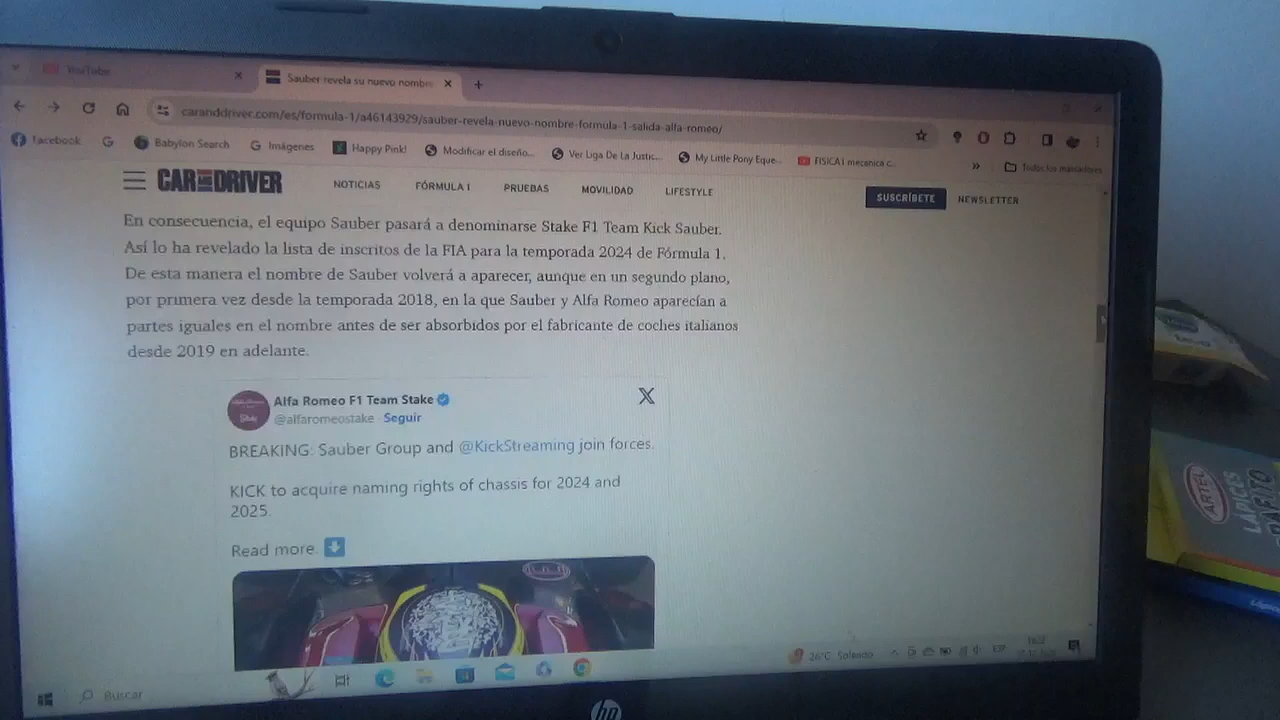 YouTube
Sauber revela su nuevo nombre
caranddriver.com/es/formula-1/a46143929/sauber-revela-nuevo-nombre-formula-1-salida-alfa-romeo/
Facebook G Babylon Search G Imágenes Happy Pink! Modificar el diseño... Ver Liga De La Justic... My Little Pony Eque... FISICA1 mecanica c... » Todos los marcadores
CAR AND DRIVER NOTICIAS FÓRMULA 1 PRUEBAS MOVILIDAD LIFESTYLE SUSCRÍBETE NEWSLETTER
En consecuencia, el equipo Sauber pasará a denominarse Stake F1 Team Kick Sauber.
Así lo ha revelado la lista de inscritos de la FIA para la temporada 2024 de Fórmula 1.
De esta manera el nombre de Sauber volverá a aparecer, aunque en un segundo plano,
por primera vez desde la temporada 2018, en la que Sauber y Alfa Romeo aparecían a
partes iguales en el nombre antes de ser absorbidos por el fabricante de coches italianos
desde 2019 en adelante.
Alfa Romeo F1 Team Stake
@alfaromeostake · Seguir
BREAKING: Sauber Group and @KickStreaming join forces.
KICK to acquire naming rights of chassis for 2024 and
2025.
Read more.
Buscar
26°C Soleado
ESP
hp
ARTEL
LÁPICES